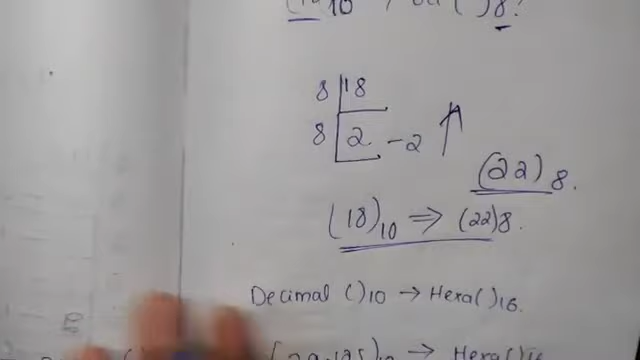 8 | 18
8 | 2 - 2 ↑
(22)8.
(18)10 ⇒ (22)8.
Decimal ()10 → Hexa()16.